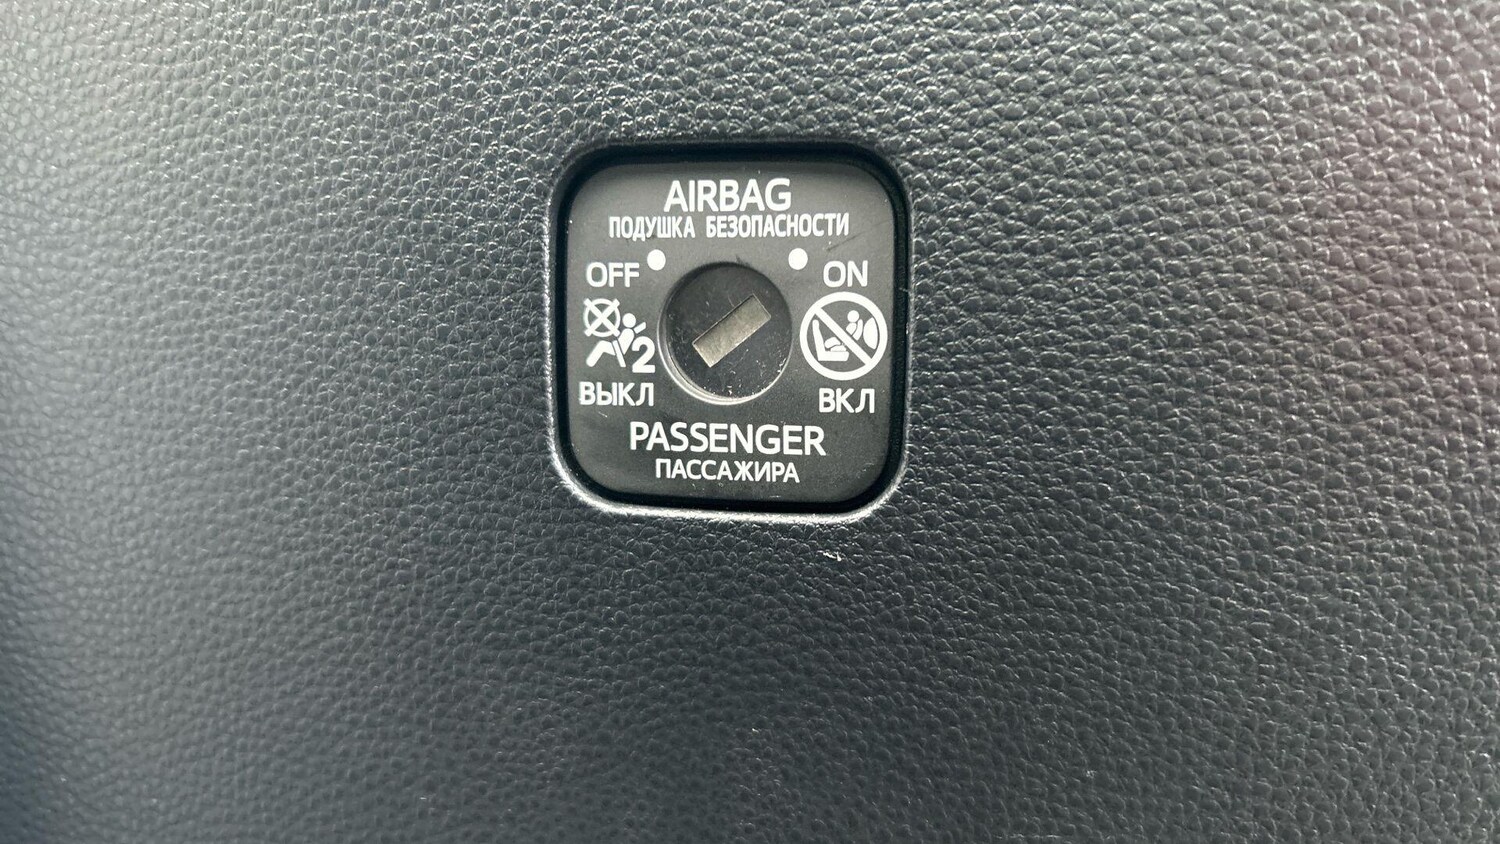 AIRBAG
ПОДУШКА БЕЗОПАСНОСТИ
OFF ON
2
ВЫКЛ ВКЛ
PASSENGER
ПАССАЖИРА